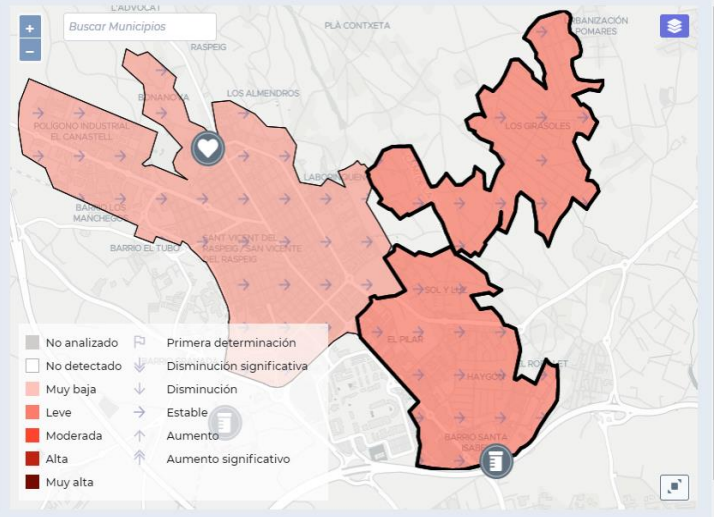 L'ADVOCAT
+
Buscar Municipios
PLÀ CONTXETA
URBANIZACIÓN
POMARES
−
RASPEIG
LOS ALMENDROS
BONANOVA
POLÍGONO INDUSTRIAL
EL CANASTELL
LOS GIRASOLES
BARRIO LOS
MANCHEGOS
BARRIO EL TUBO
SANT VICENT DEL
RASPEIG / SAN VICENTE
DEL RASPEIG
SOL Y LUZ
EL PILAR
HAYGON
BARRIO SANTA
ISABEL
No analizado
Primera determinación
No detectado
Disminución significativa
Muy baja
Disminución
Leve
Estable
Moderada
Aumento
Alta
Aumento significativo
Muy alta